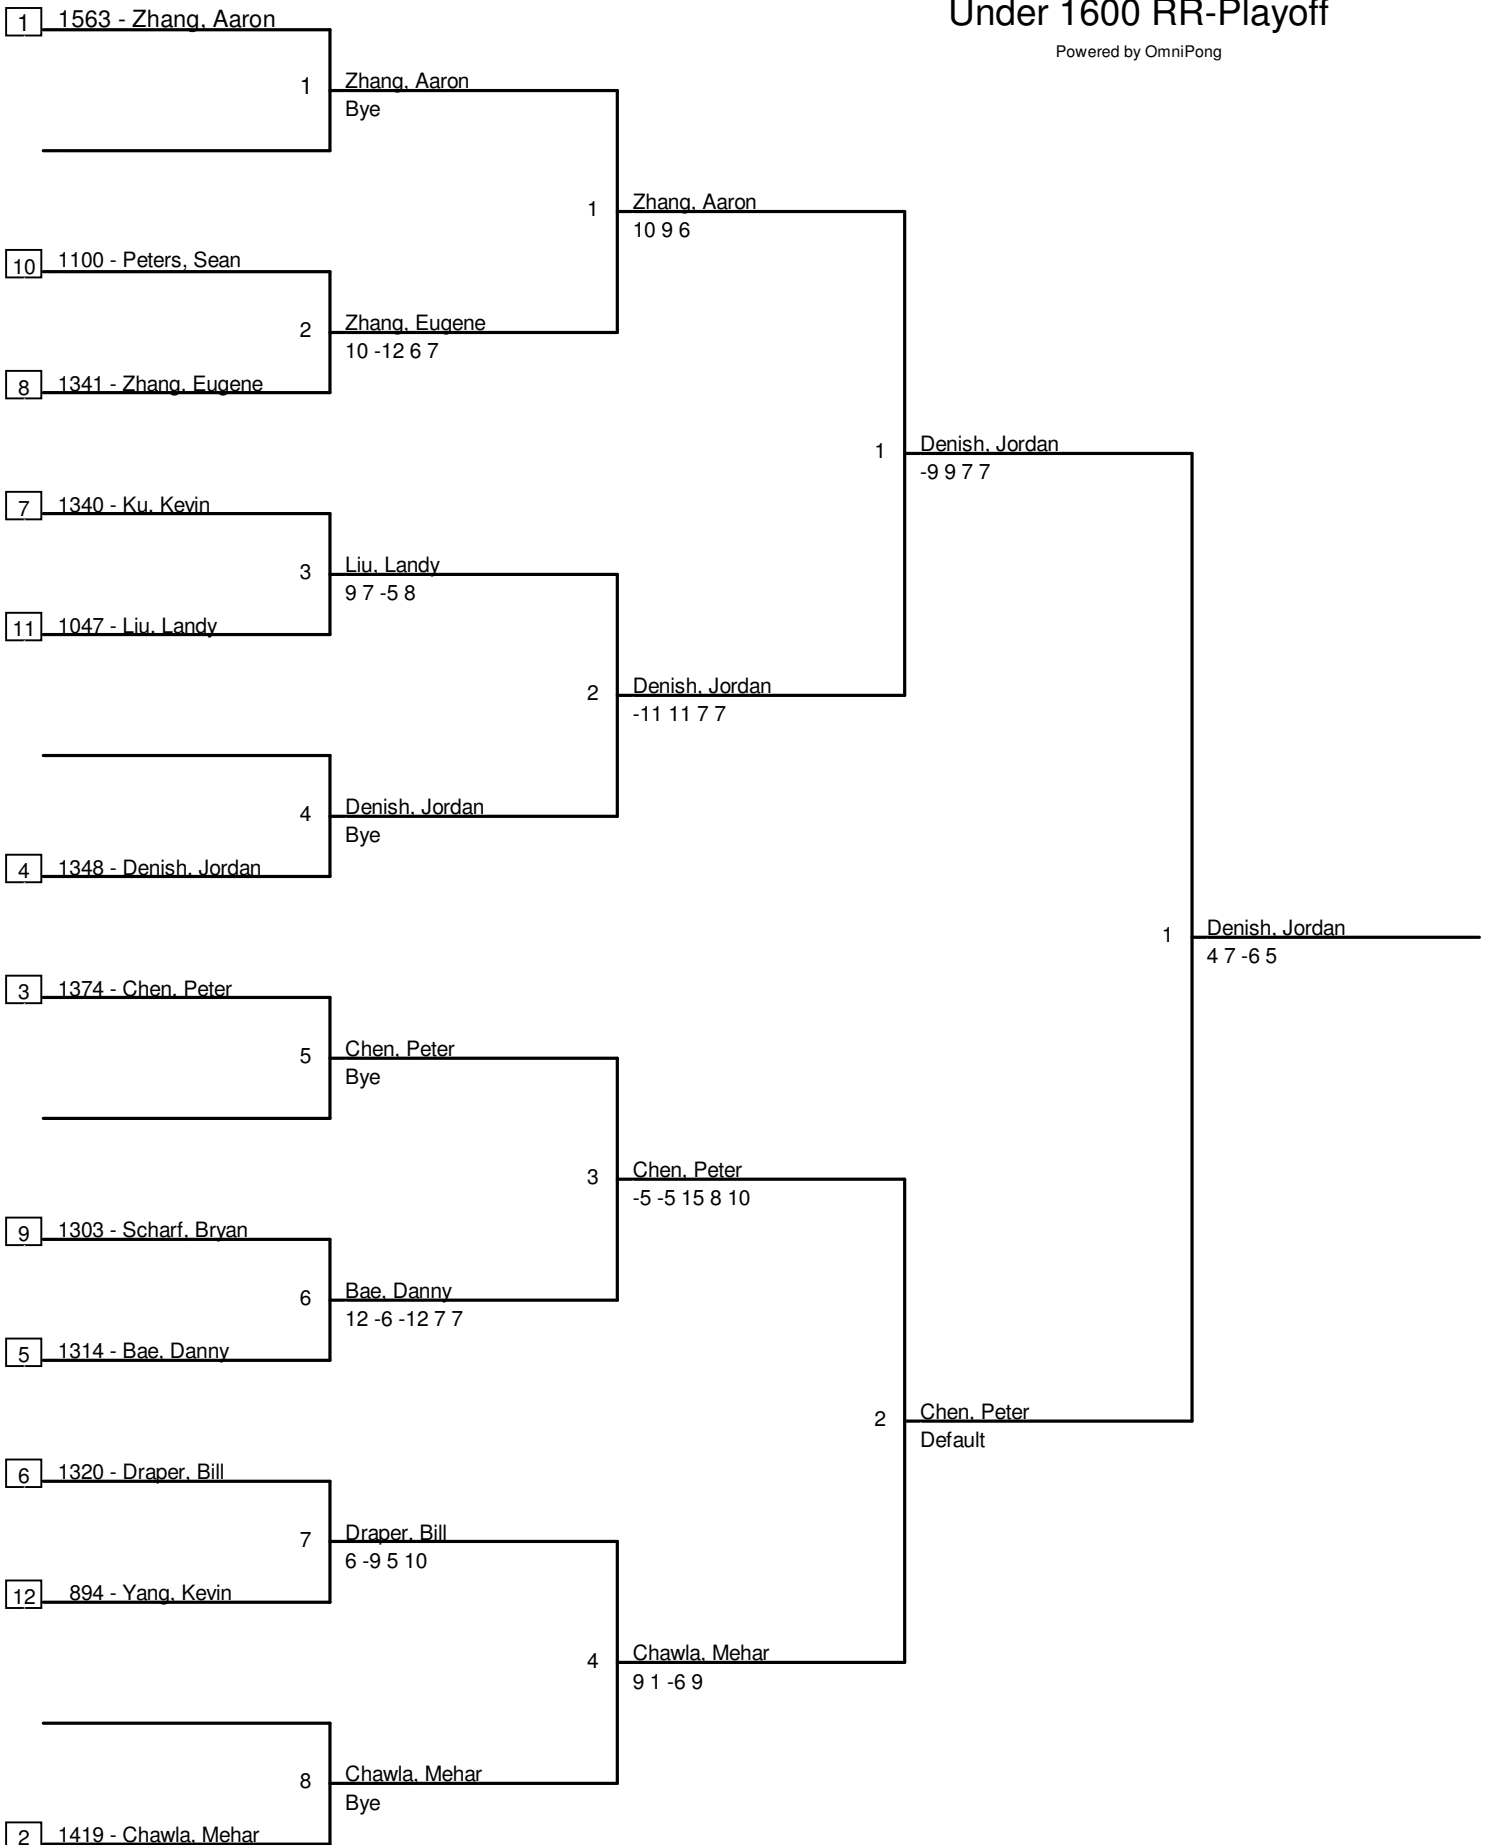 Under 1600 RR-Playoff
Powered by OmniPong
1 1563 - Zhang, Aaron
1 Zhang, Aaron
Bye
1 Zhang, Aaron
10 9 6
10 1100 - Peters, Sean
2 Zhang, Eugene
10 -12 6 7
8 1341 - Zhang, Eugene
1 Denish, Jordan
-9 9 7 7
7 1340 - Ku, Kevin
3 Liu, Landy
9 7 -5 8
11 1047 - Liu, Landy
2 Denish, Jordan
-11 11 7 7
4 Denish, Jordan
Bye
4 1348 - Denish, Jordan
1 Denish, Jordan
4 7 -6 5
3 1374 - Chen, Peter
5 Chen, Peter
Bye
3 Chen, Peter
-5 -5 15 8 10
9 1303 - Scharf, Bryan
6 Bae, Danny
12 -6 -12 7 7
5 1314 - Bae, Danny
2 Chen, Peter
Default
6 1320 - Draper, Bill
7 Draper, Bill
6 -9 5 10
12 894 - Yang, Kevin
4 Chawla, Mehar
9 1 -6 9
8 Chawla, Mehar
Bye
2 1419 - Chawla, Mehar